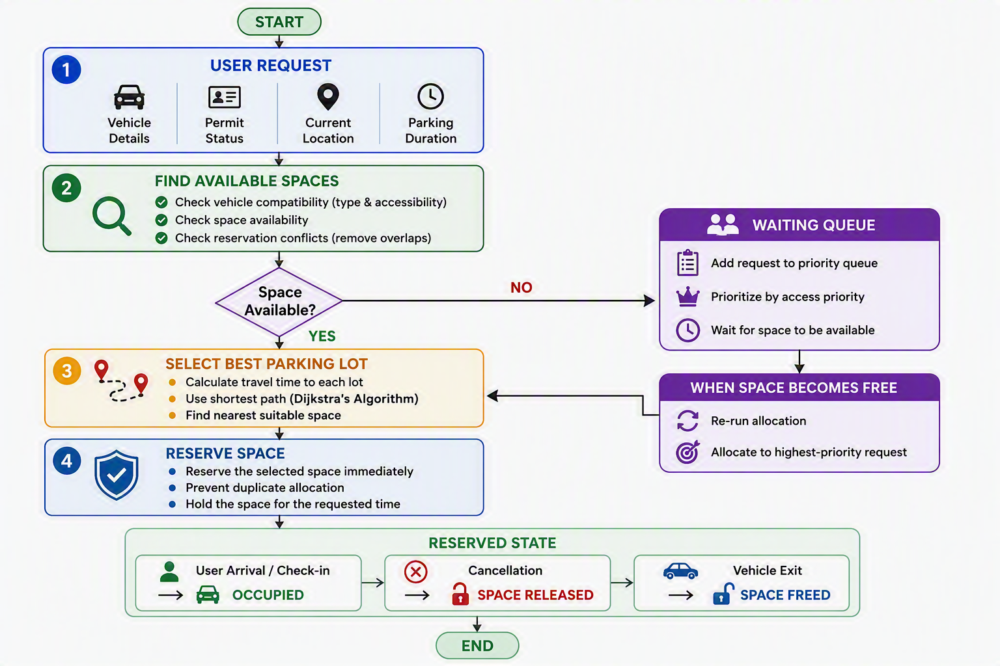 START
1
USER REQUEST
Vehicle
Details
Permit
Status
Current
Location
Parking
Duration
2
FIND AVAILABLE SPACES
Check vehicle compatibility (type & accessibility)
Check space availability
Check reservation conflicts (remove overlaps)
Space
Available?
NO
YES
WAITING QUEUE
Add request to priority queue
Prioritize by access priority
Wait for space to be available
WHEN SPACE BECOMES FREE
Re-run allocation
Allocate to highest-priority request
3
SELECT BEST PARKING LOT
Calculate travel time to each lot
Use shortest path (Dijkstra's Algorithm)
Find nearest suitable space
4
RESERVE SPACE
Reserve the selected space immediately
Prevent duplicate allocation
Hold the space for the requested time
RESERVED STATE
User Arrival / Check-in
OCCUPIED
Cancellation
SPACE RELEASED
Vehicle Exit
SPACE FREED
END